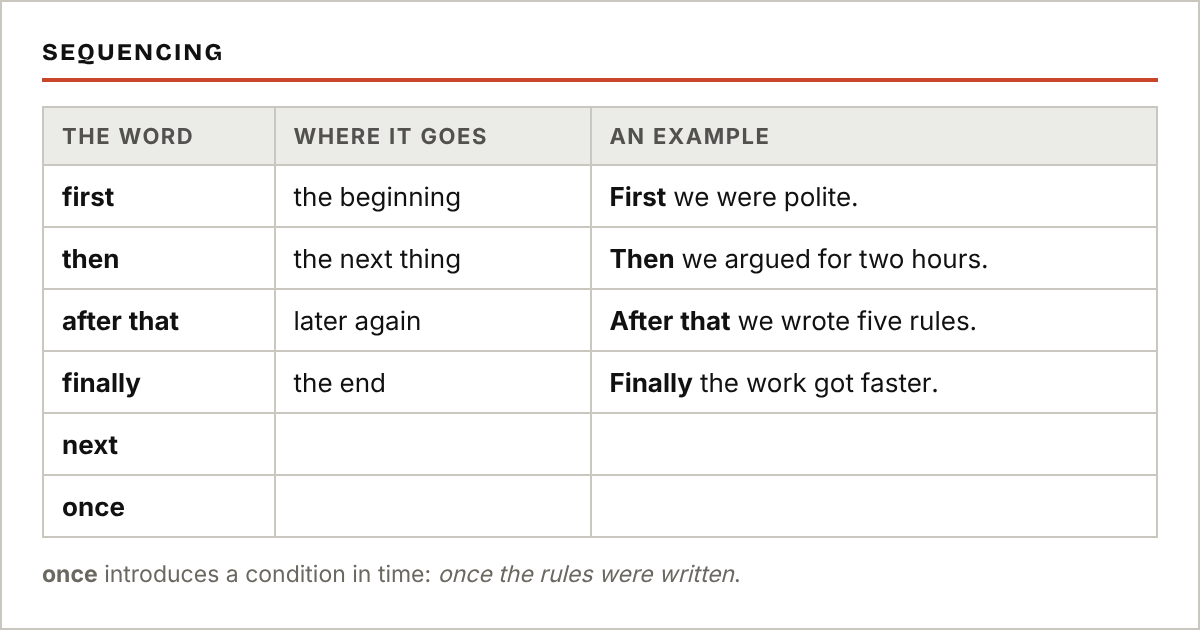 SEQUENCING
THE WORD WHERE IT GOES AN EXAMPLE
first the beginning First we were polite.
then the next thing Then we argued for two hours.
after that later again After that we wrote five rules.
finally the end Finally the work got faster.
next
once
once introduces a condition in time: once the rules were written.